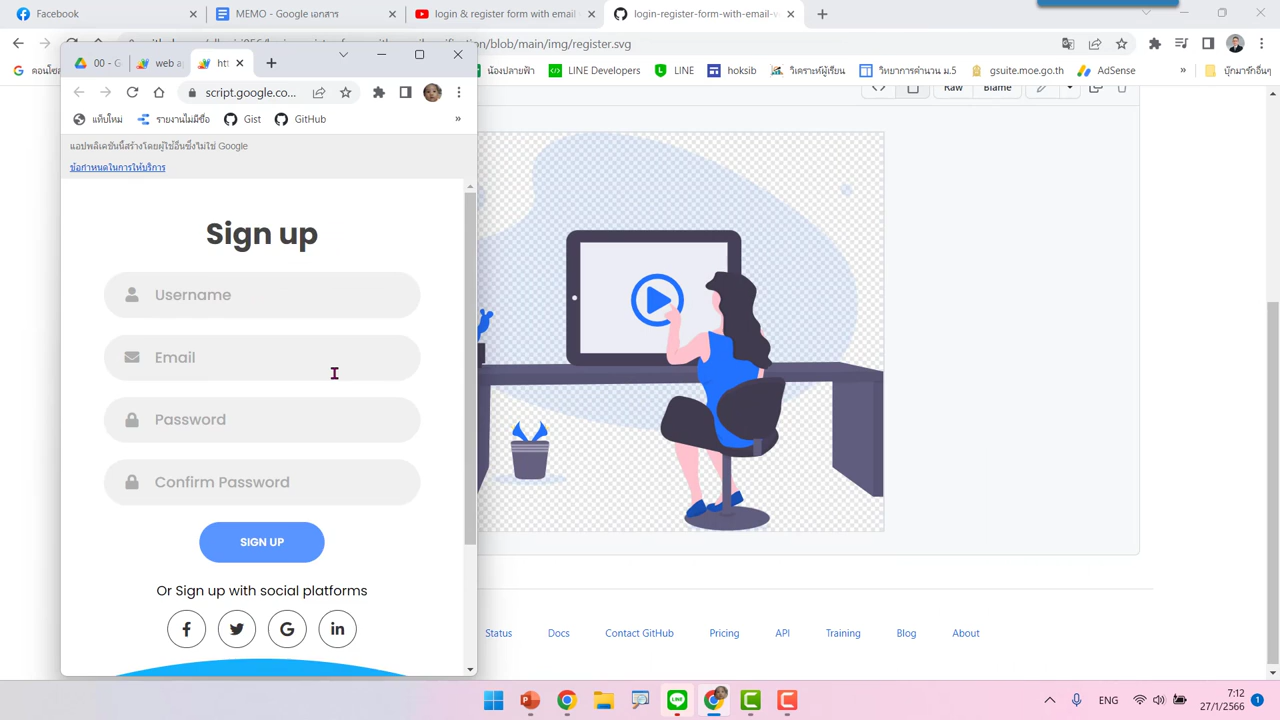 Facebook
MEMO - Google เอกสาร
login & register form with email
login-register-form-with-email-v
ification/blob/main/img/register.svg
คอนโซ
น้องปลายฟ้า
LINE Developers
LINE
hoksib
วิเคราะห์ผู้เรียน
วิทยาการคำนวณ ม.5
gsuite.moe.go.th
AdSense
»
บุ๊กมาร์กอื่นๆ
Raw
Blame
00 - G
web a
htt
script.google.co...
แท็บใหม่
รายงานไม่มีชื่อ
Gist
GitHub
»
แอปพลิเคชันนี้สร้างโดยผู้ใช้อื่นซึ่งไม่ใช่ Google
ข้อกำหนดในการให้บริการ
Sign up
Username
Email
Password
Confirm Password
SIGN UP
Or Sign up with social platforms
Status
Docs
Contact GitHub
Pricing
API
Training
Blog
About
ENG
7:12
27/1/2566
1